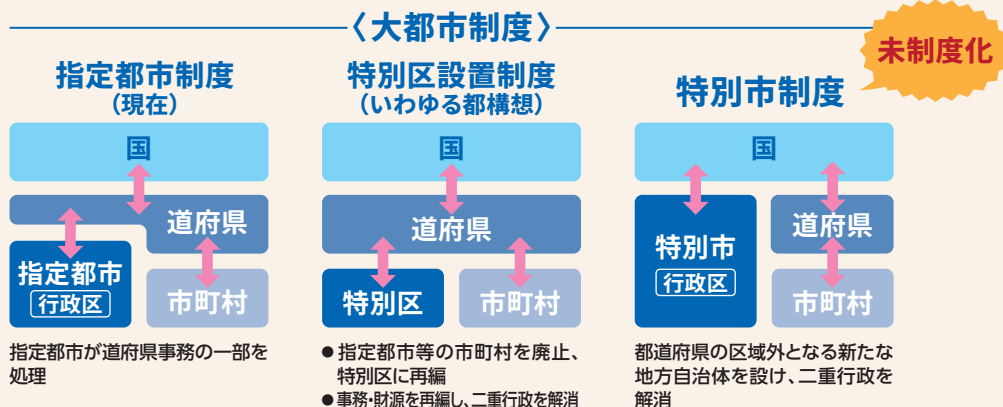 〈大都市制度〉
未制度化
指定都市制度
(現在)
国
道府県
指定都市
行政区
市町村
指定都市が道府県事務の一部を
処理
特別区設置制度
(いわゆる都構想)
国
道府県
特別区
市町村
●指定都市等の市町村を廃止、
特別区に再編
●事務・財源を再編し、二重行政を解消
特別市制度
国
特別市
行政区
道府県
市町村
都道府県の区域外となる新たな
地方自治体を設け、二重行政を
解消